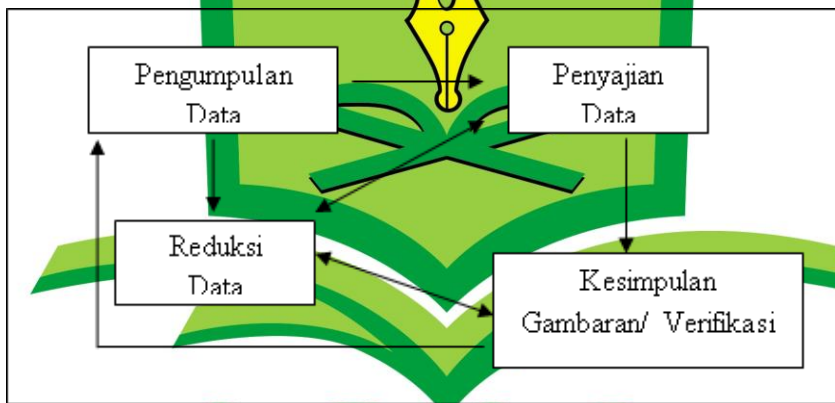 Pengumpulan
Data
Penyajian
Data
Reduksi
Data
Kesimpulan
Gambaran/ Verifikasi